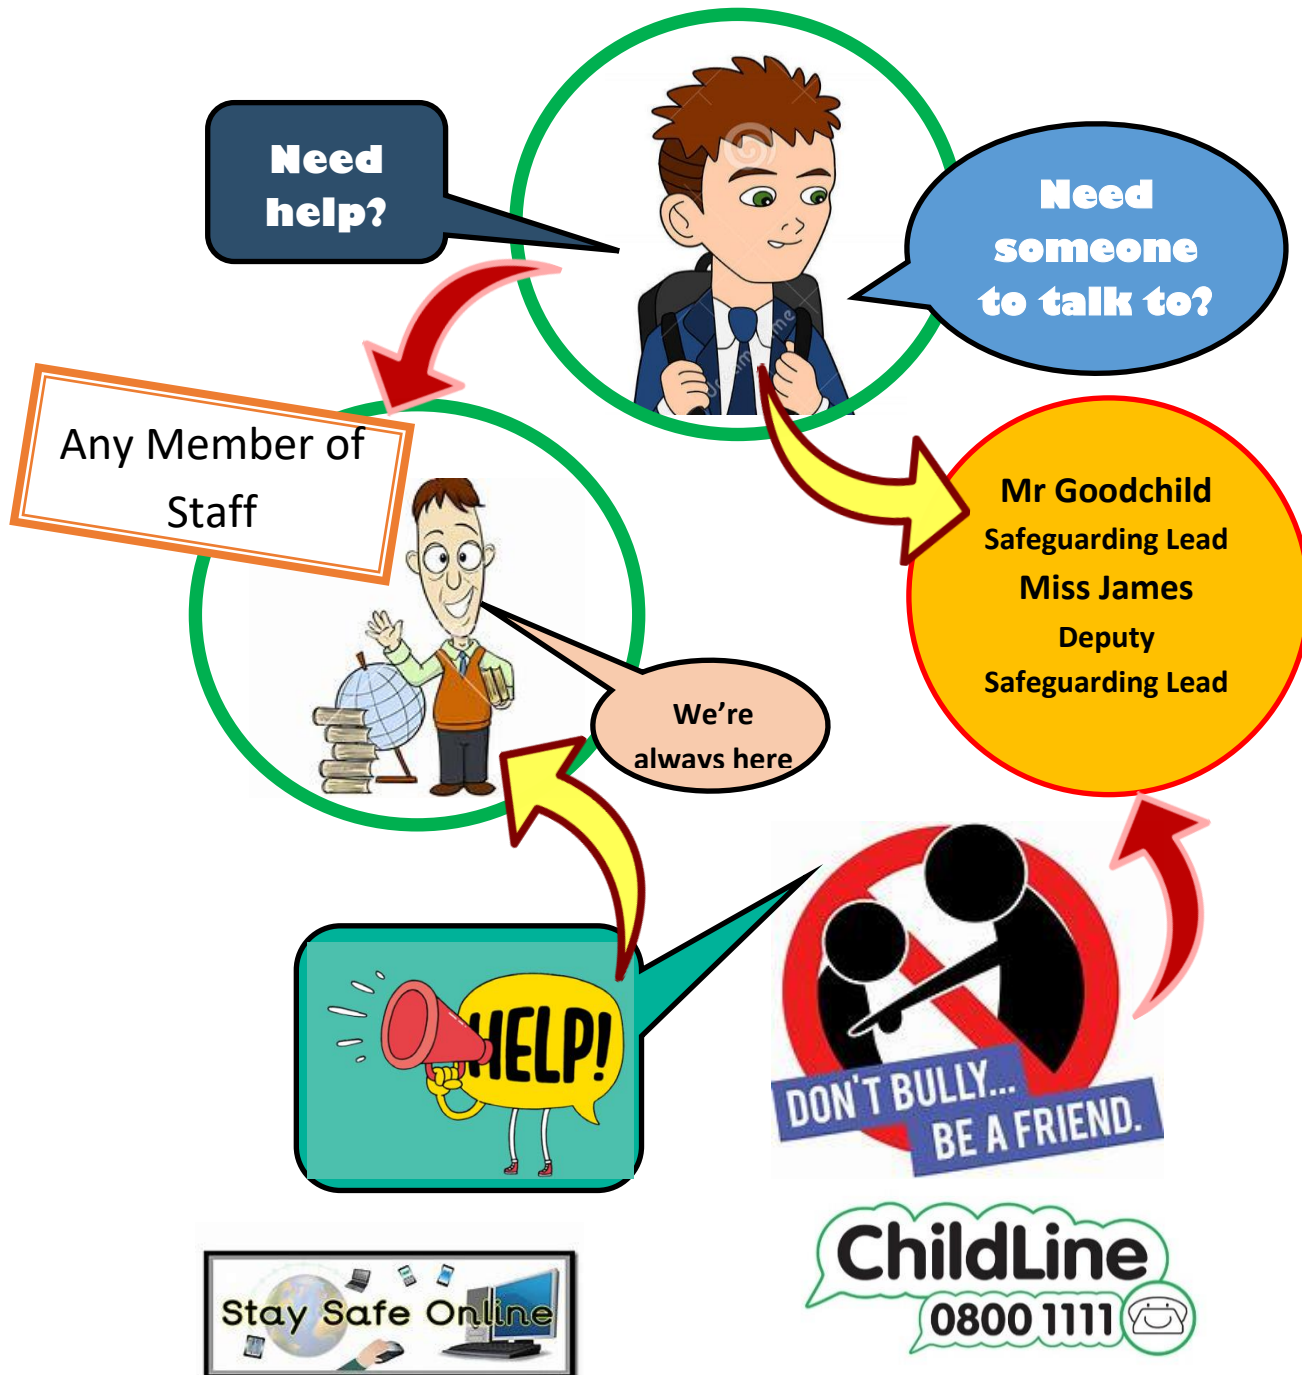 Need
help?
Need
someone
to talk to?
Any Member of
Staff
Mr Goodchild
Safeguarding Lead
Miss James
Deputy
Safeguarding Lead
We're
always here
HELP!
DON'T BULLY...
BE A FRIEND.
Stay Safe Online
ChildLine
0800 1111